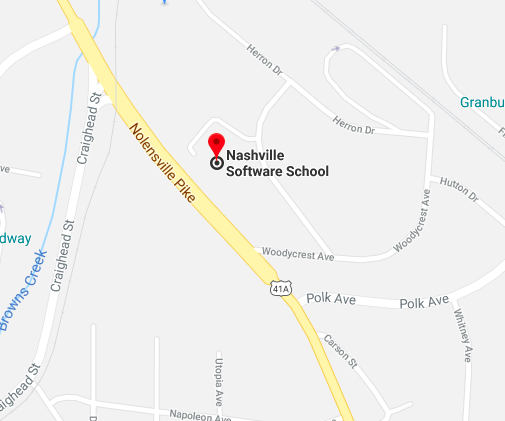 Herron Dr
Granbu
Craighead St
Nolensville Pike
Herron Dr
Nashville
Software School
ve
Hutton Dr
Woodycrest Ave
dway
Craighead St
Woodycrest Ave
Browns Creek
41A
Polk Ave
Polk Ave
Whitney Ave
Carson St
Utopia Ave
aighead St
Napoleon Ave